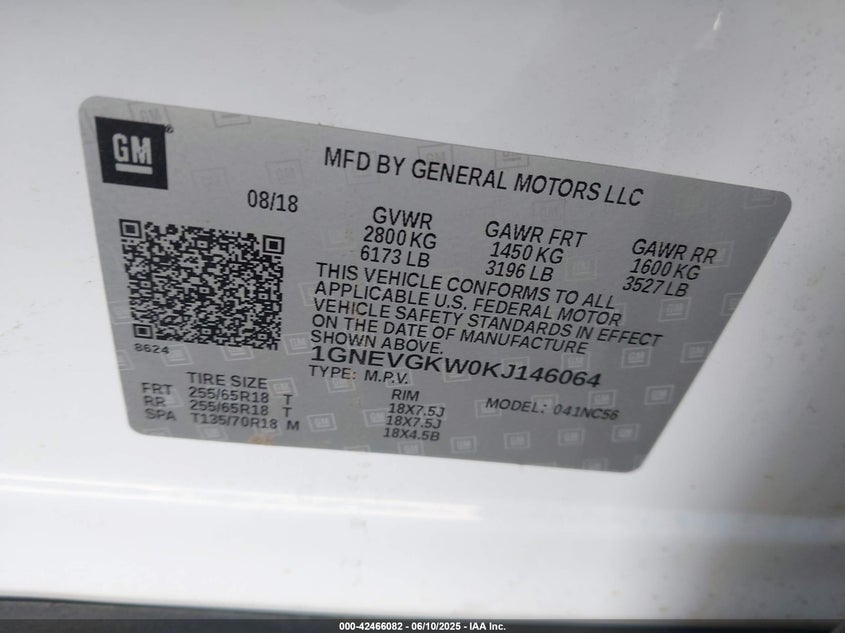 GM
MFD BY GENERAL MOTORS LLC
08/18
GVWR
2800 KG
6173 LB
GAWR FRT
1450 KG
3196 LB
GAWR RR
1600 KG
3527 LB
THIS VEHICLE CONFORMS TO ALL
APPLICABLE U.S. FEDERAL MOTOR
VEHICLE SAFETY STANDARDS IN EFFECT
ON THE DATE OF MANUFACTURE
SHOWN ABOVE.
8624
1GNEVGKW0KJ146064
TYPE: M.P.V.
MODEL: 041NC56
TIRE SIZE
RIM
FRT 255/65R18 T 18X7.5J
RR 255/65R18 T 18X7.5J
SPA T135/70R18 M 18X4.5B
000-42466082 - 06/10/2025 - IAA Inc.